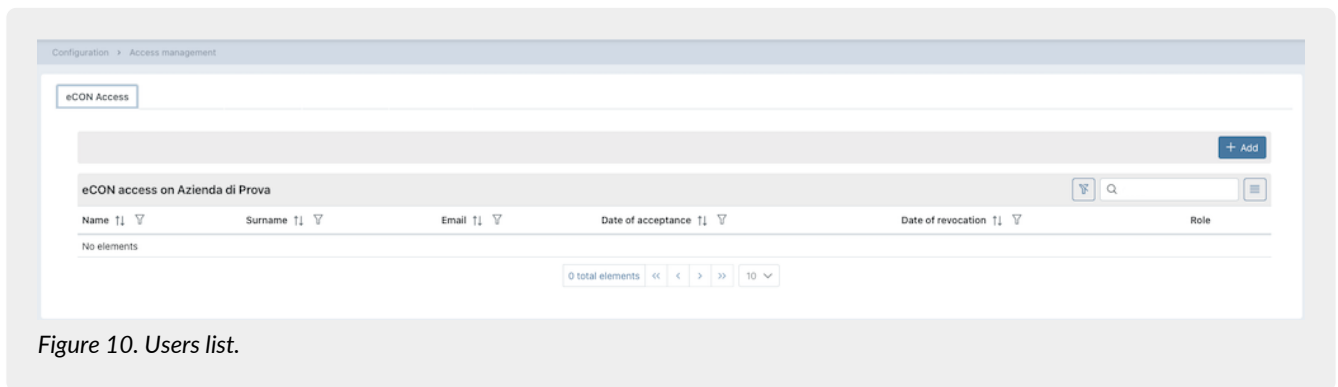 Configuration > Access management
eCON Access
+ Add
eCON access on Azienda di Prova
Name Surname Email Date of acceptance Date of revocation Role
No elements
0 total elements << < > >> 10
Figure 10. Users list.